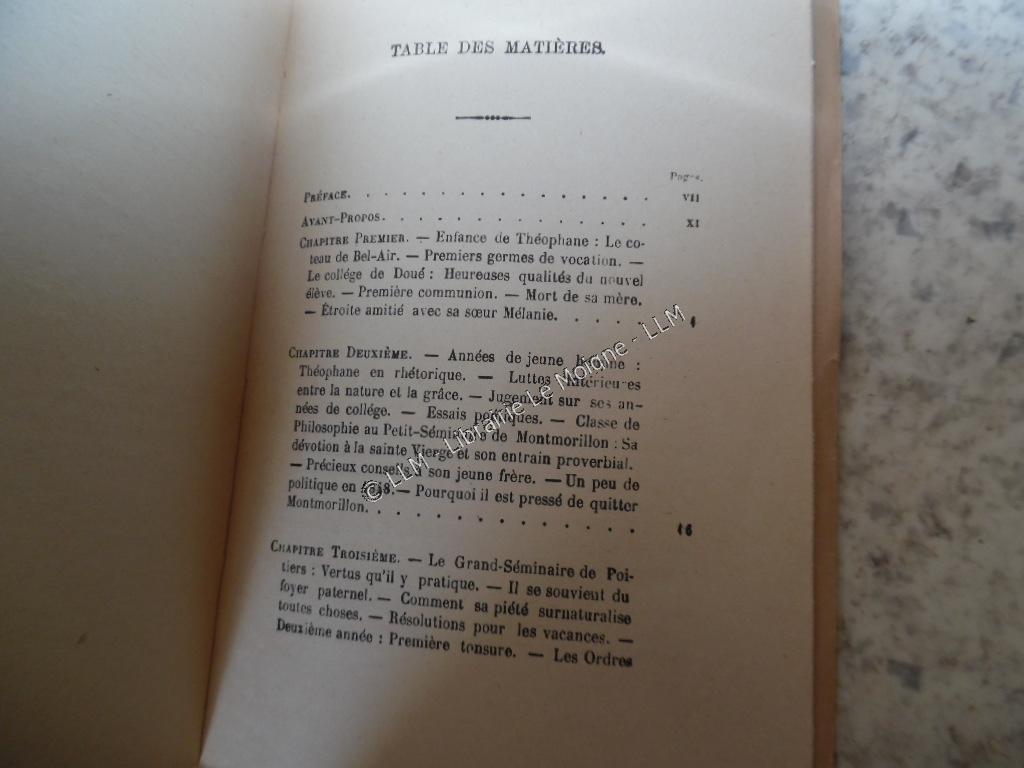 TABLE DES MATIÈRES.
Pages.
PRÉFACE. . . . . . . . . . . . . . . VII
AVANT-PROPOS. . . . . . . . . . . . . . XI
CHAPITRE PREMIER. — Enfance de Théophane : Le co-
teau de Bel-Air. — Premiers germes de vocation. —
Le collége de Doué : Heureuses qualités du nouvel
élève. — Première communion. — Mort de sa mère.
— Étroite amitié avec sa sœur Mélanie. . . . . .
CHAPITRE DEUXIÈME. — Années de jeune homme :
Théophane en rhétorique. — Luttes intérieures
entre la nature et la grâce. — Jugement sur ses an-
nées de collége. — Essais poétiques. — Classe de
Philosophie au Petit-Séminaire de Montmorillon : Sa
dévotion à la sainte Vierge et son entrain proverbial.
— Précieux conseils à son jeune frère. — Un peu de
politique en 1848. — Pourquoi il est pressé de quitter
Montmorillon. . . . . . . . . . . . . 16
CHAPITRE TROISIÈME. — Le Grand-Séminaire de Poi-
tiers : Vertus qu'il y pratique. — Il se souvient du
foyer paternel. — Comment sa piété surnaturalise
toutes choses. — Résolutions pour les vacances. —
Deuxième année : Première tonsure. — Les Ordres
© LLM - Librairie Le Moigne - LLM